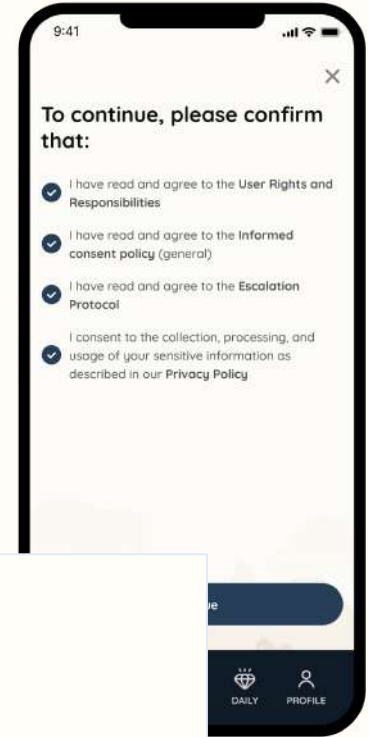 9:41
To continue, please confirm
that:
I have read and agree to the User Rights and
Responsibilities
I have read and agree to the Informed
consent policy (general)
I have read and agree to the Escalation
Protocol
I consent to the collection, processing, and
usage of your sensitive information as
described in our Privacy Policy
DAILY PROFILE